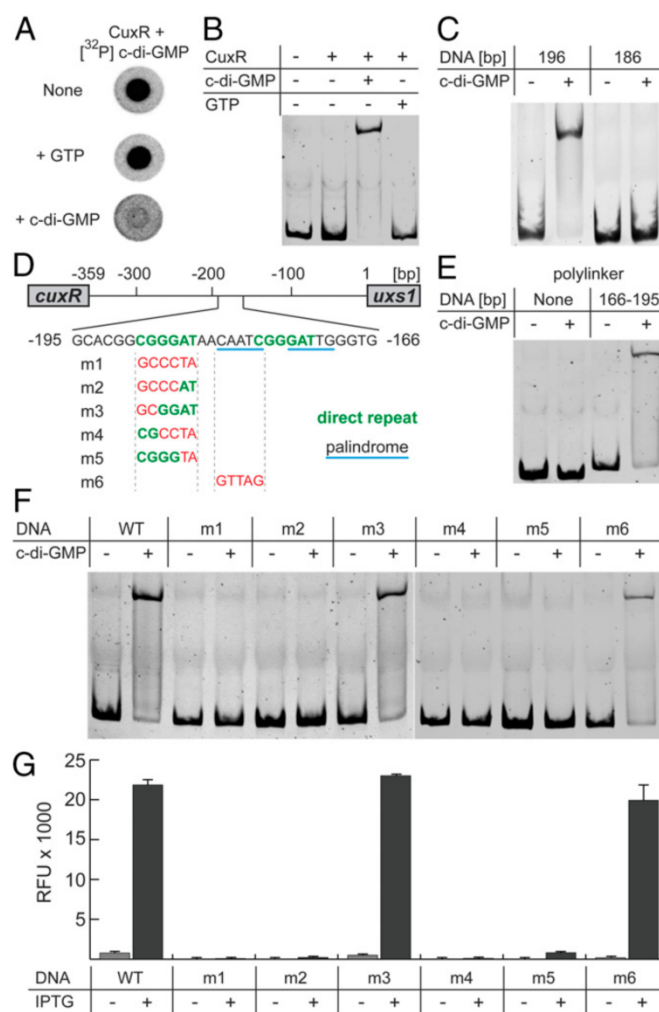 A
CuxR +
[32P] c-di-GMP
None
+ GTP
+ c-di-GMP
B
CuxR - + + +
c-di-GMP - - + -
GTP - - - +
C
DNA [bp] 196 186
c-di-GMP - + - +
D
-359 -300 -200 -100 1 [bp]
cuxR uxs1
-195 GCACGGCGGGATAACAATCGGGATTGGGTG -166
m1 GCCCTA
m2 GCCCAT
m3 GCGGAT
m4 CGCCTA
m5 CGGGTA
m6 GTTAG
direct repeat
palindrome
E
polylinker
DNA [bp] None 166-195
c-di-GMP - + - +
F
DNA WT m1 m2 m3 m4 m5 m6
c-di-GMP - + - + - + - + - + - + - +
G
RFU x 1000
25
20
15
10
5
DNA WT m1 m2 m3 m4 m5 m6
IPTG - + - + - + - + - + - + - +